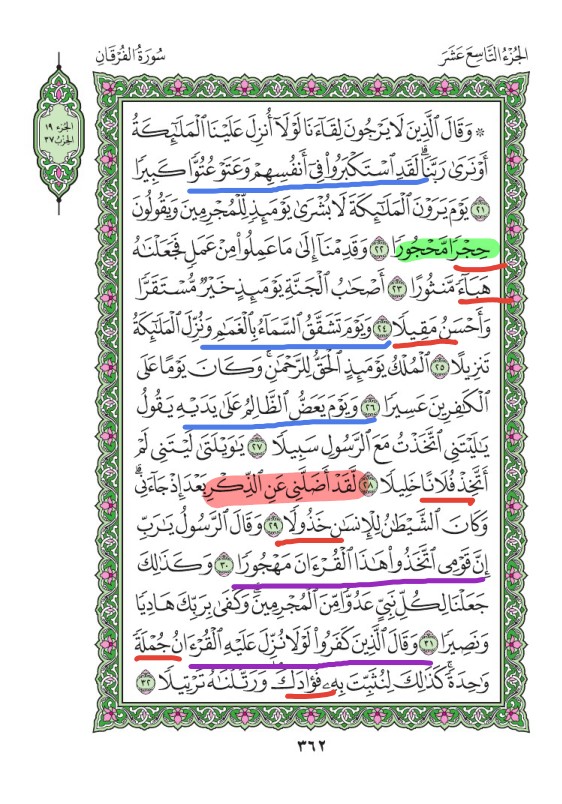 الجُزْءُ التَّاسِعَ عَشَرَ
سُورَةُ الفُرْقَانِ
الجزء ١٩
الحزب ٣٧
۞ وَقَالَ ٱلَّذِينَ لَا يَرْجُونَ لِقَآءَنَا لَوْلَآ أُنزِلَ عَلَيْنَا ٱلْمَلَٰٓئِكَةُ
أَوْ نَرَىٰ رَبَّنَاۗ لَقَدِ ٱسْتَكْبَرُوا۟ فِىٓ أَنفُسِهِمْ وَعَتَوْ عُتُوًّا كَبِيرًا
٢١ يَوْمَ يَرَوْنَ ٱلْمَلَٰٓئِكَةَ لَا بُشْرَىٰ يَوْمَئِذٍ لِّلْمُجْرِمِينَ وَيَقُولُونَ
حِجْرًا مَّحْجُورًا ٢٢ وَقَدِمْنَآ إِلَىٰ مَا عَمِلُوا۟ مِنْ عَمَلٍ فَجَعَلْنَٰهُ
هَبَآءً مَّنثُورًا ٢٣ أَصْحَٰبُ ٱلْجَنَّةِ يَوْمَئِذٍ خَيْرٌ مُّسْتَقَرًّا
وَأَحْسَنُ مَقِيلًا ٢٤ وَيَوْمَ تَشَقَّقُ ٱلسَّمَآءُ بِٱلْغَمَٰمِ وَنُزِّلَ ٱلْمَلَٰٓئِكَةُ
تَنزِيلًا ٢٥ ٱلْمُلْكُ يَوْمَئِذٍ ٱلْحَقُّ لِلرَّحْمَٰنِۚ وَكَانَ يَوْمًا عَلَى
ٱلْكَٰفِرِينَ عَسِيرًا ٢٦ وَيَوْمَ يَعَضُّ ٱلظَّالِمُ عَلَىٰ يَدَيْهِ يَقُولُ
يَٰلَيْتَنِى ٱتَّخَذْتُ مَعَ ٱلرَّسُولِ سَبِيلًا ٢٧ يَٰوَيْلَتَىٰ لَيْتَنِى لَمْ
أَتَّخِذْ فُلَانًا خَلِيلًا ٢٨ لَّقَدْ أَضَلَّنِى عَنِ ٱلذِّكْرِ بَعْدَ إِذْ جَآءَنِىۗ
وَكَانَ ٱلشَّيْطَٰنُ لِلْإِنسَٰنِ خَذُولًا ٢٩ وَقَالَ ٱلرَّسُولُ يَٰرَبِّ
إِنَّ قَوْمِى ٱتَّخَذُوا۟ هَٰذَا ٱلْقُرْءَانَ مَهْجُورًا ٣٠ وَكَذَٰلِكَ
جَعَلْنَا لِكُلِّ نَبِىٍّ عَدُوًّا مِّنَ ٱلْمُجْرِمِينَۗ وَكَفَىٰ بِرَبِّكَ هَادِيًا
وَنَصِيرًا ٣١ وَقَالَ ٱلَّذِينَ كَفَرُوا۟ لَوْلَا نُزِّلَ عَلَيْهِ ٱلْقُرْءَانُ جُمْلَةً
وَٰحِدَةًۚ كَذَٰلِكَ لِنُثَبِّتَ بِهِۦ فُؤَادَكَۖ وَرَتَّلْنَٰهُ تَرْتِيلًا ٣٢
٣٦٢